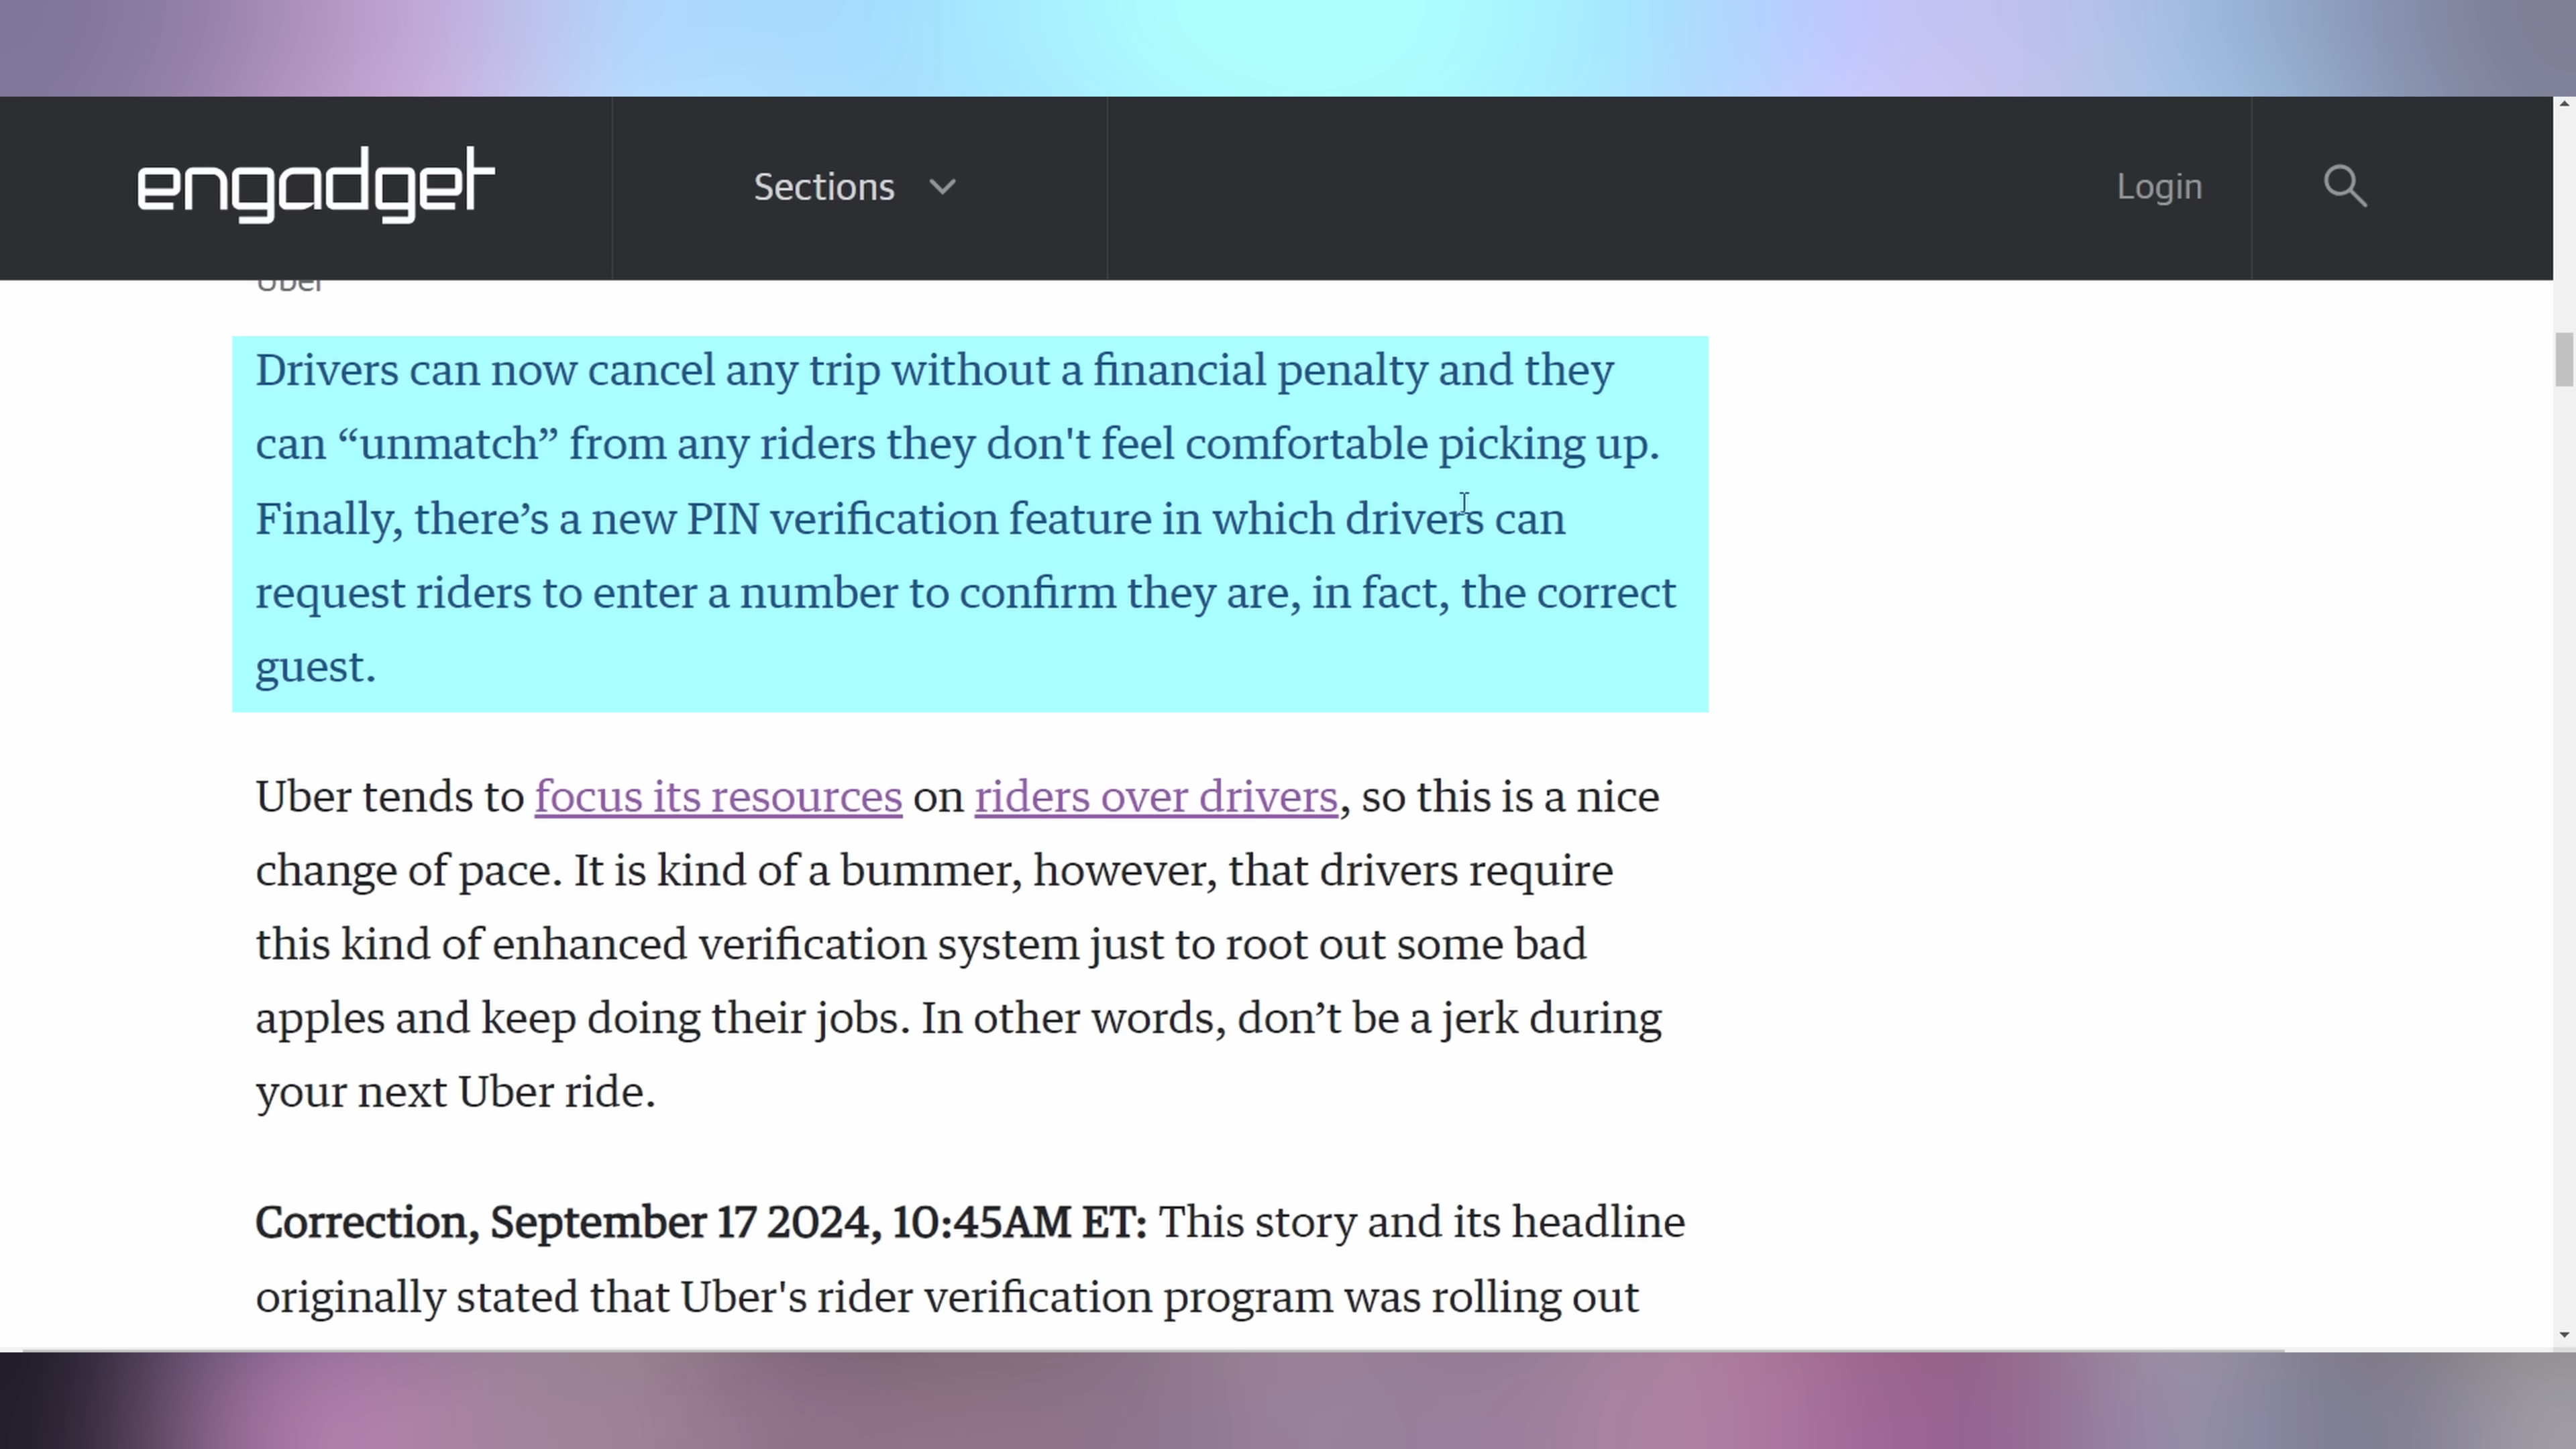 engadget
Sections
Login
Uber
Drivers can now cancel any trip without a financial penalty and they
can “unmatch” from any riders they don't feel comfortable picking up.
Finally, there’s a new PIN verification feature in which drivers can
request riders to enter a number to confirm they are, in fact, the correct
guest.
Uber tends to focus its resources on riders over drivers, so this is a nice
change of pace. It is kind of a bummer, however, that drivers require
this kind of enhanced verification system just to root out some bad
apples and keep doing their jobs. In other words, don’t be a jerk during
your next Uber ride.
Correction, September 17 2024, 10:45AM ET: This story and its headline
originally stated that Uber's rider verification program was rolling out